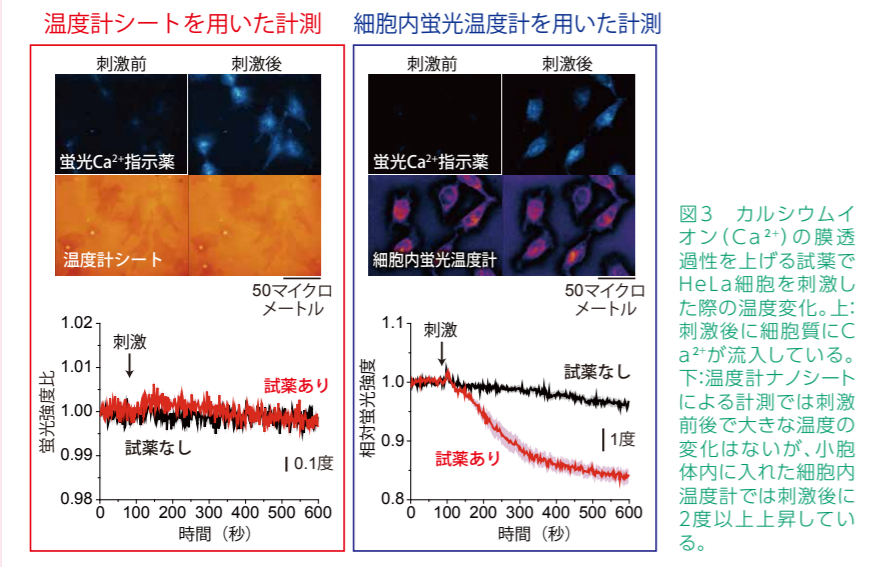 温度計シートを用いた計測
刺激前 刺激後
蛍光Ca²⁺指示薬
温度計シート
50マイクロ
メートル
1.02
1.01
1.00
0.99
0.98
蛍光強度比
刺激
試薬あり
試薬なし
0.1度
0 100 200 300 400 500 600
時間（秒）
細胞内蛍光温度計を用いた計測
刺激前 刺激後
蛍光Ca²⁺指示薬
細胞内蛍光温度計
50マイクロ
メートル
1.1
1.0
0.9
0.8
相対蛍光強度
刺激
試薬なし
1度
試薬あり
0 100 200 300 400 500 600
時間（秒）
図3 カルシウムイ
オン（Ca²⁺）の膜透
過性を上げる試薬で
HeLa細胞を刺激し
た際の温度変化。上：
刺激後に細胞質にC
a²⁺が流入している。
下：温度計ナノシート
による計測では刺激
前後で大きな温度の
変化はないが、小胞
体内に入れた細胞内
温度計では刺激後に
2度以上上昇してい
る。